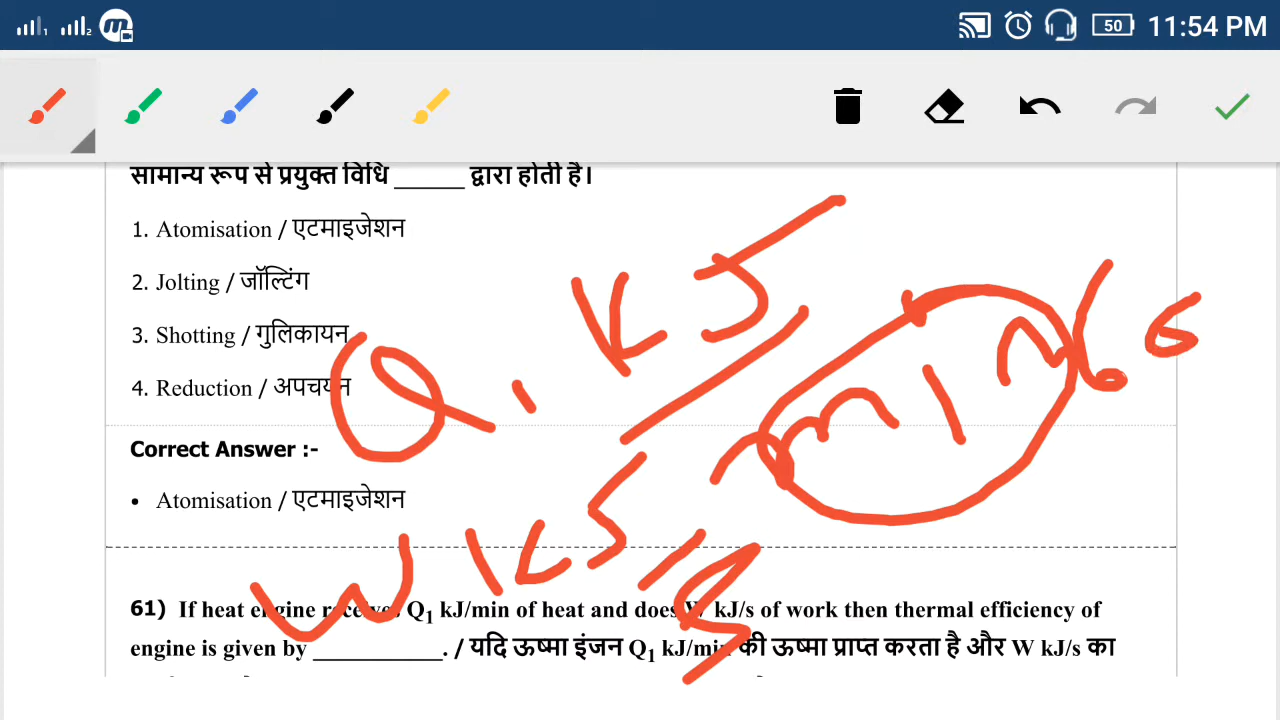 50 11:54 PM
सामान्य रूप से प्रयुक्त विधि ______ द्वारा होती है।
1. Atomisation / एटमाइजेशन
2. Jolting / जॉल्टिंग
3. Shotting / गुलिकायन
4. Reduction / अपचयन
Q, KJ/min 60
Correct Answer :-
• Atomisation / एटमाइजेशन
W KJ/s
61) If heat engine receives Q1 kJ/min of heat and does W kJ/s of work then thermal efficiency of
engine is given by ___________. / यदि ऊष्मा इंजन Q1 kJ/min की ऊष्मा प्राप्त करता है और W kJ/s का